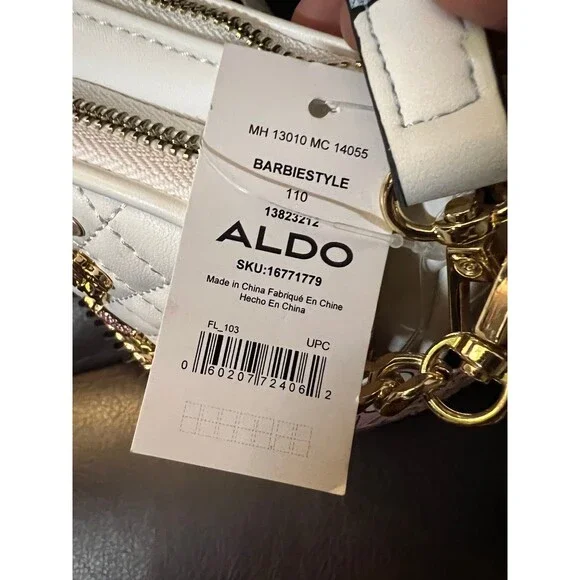 MH 13010 MC 14055
BARBIESTYLE
110
13823212
ALDO
SKU:16771779
Made in China Fabriqué En Chine
Hecho En China
FL_103
UPC
0 60207 72406 2